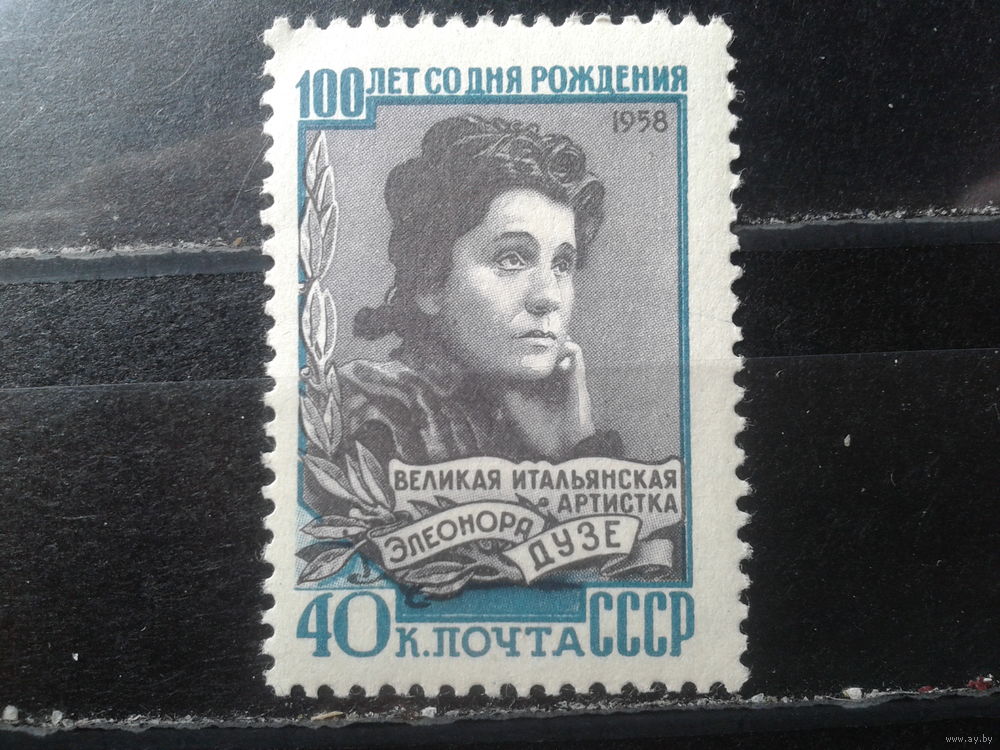 100 ЛЕТ СО ДНЯ РОЖДЕНИЯ
1958
ВЕЛИКАЯ ИТАЛЬЯНСКАЯ
АРТИСТКА
ЭЛЕОНОРА ДУЗЕ
40 К. ПОЧТА СССР
www.ay.by